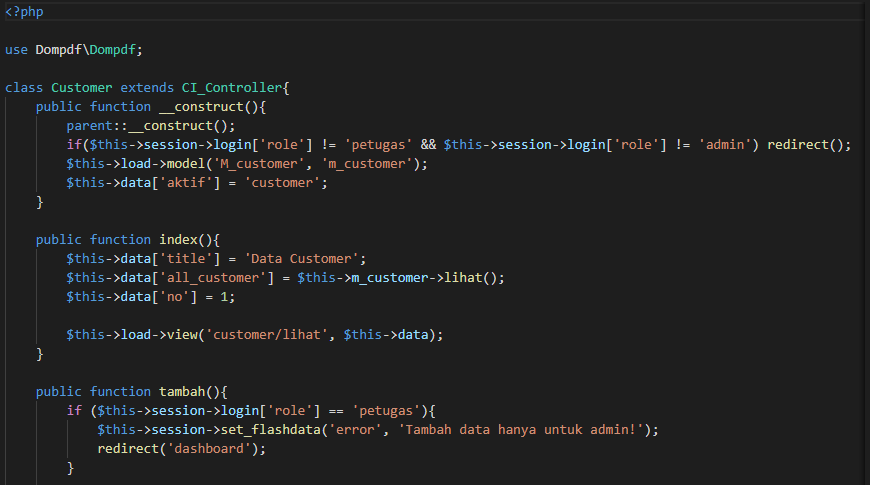 <?php
use Dompdf\Dompdf;
class Customer extends CI_Controller{
public function __construct(){
parent::__construct();
if($this->session->login['role'] != 'petugas' && $this->session->login['role'] != 'admin') redirect();
$this->load->model('M_customer', 'm_customer');
$this->data['aktif'] = 'customer';
}
public function index(){
$this->data['title'] = 'Data Customer';
$this->data['all_customer'] = $this->m_customer->lihat();
$this->data['no'] = 1;
$this->load->view('customer/lihat', $this->data);
}
public function tambah(){
if ($this->session->login['role'] == 'petugas'){
$this->session->set_flashdata('error', 'Tambah data hanya untuk admin!');
redirect('dashboard');
}